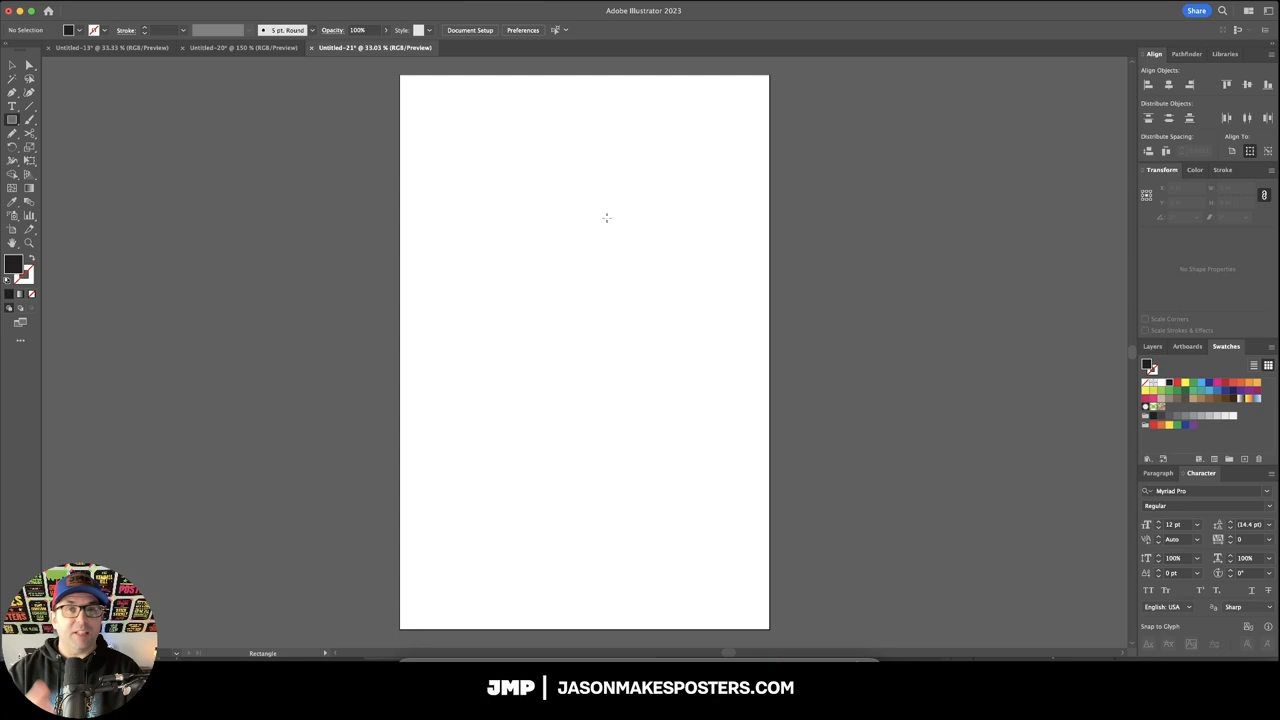 Adobe Illustrator 2023
Share
No Selection
Stroke:
5 pt. Round
Opacity: 100%
Style:
Document Setup
Preferences
Untitled-13* @ 33.33 % (RGB/Preview)
Untitled-20* @ 150 % (RGB/Preview)
Untitled-21* @ 33.03 % (RGB/Preview)
Align
Pathfinder
Libraries
Align Objects:
Distribute Objects:
Distribute Spacing:
Align To:
Transform
Color
Stroke
X:
W:
Y:
H:
No Shape Properties
Scale Corners
Scale Strokes & Effects
Layers
Artboards
Swatches
Paragraph
Character
Myriad Pro
Regular
12 pt
(14.4 pt)
Auto
0
100%
100%
0 pt
0°
English: USA
Sharp
Snap to Glyph
Rectangle
JMP | JASONMAKESPOSTERS.COM